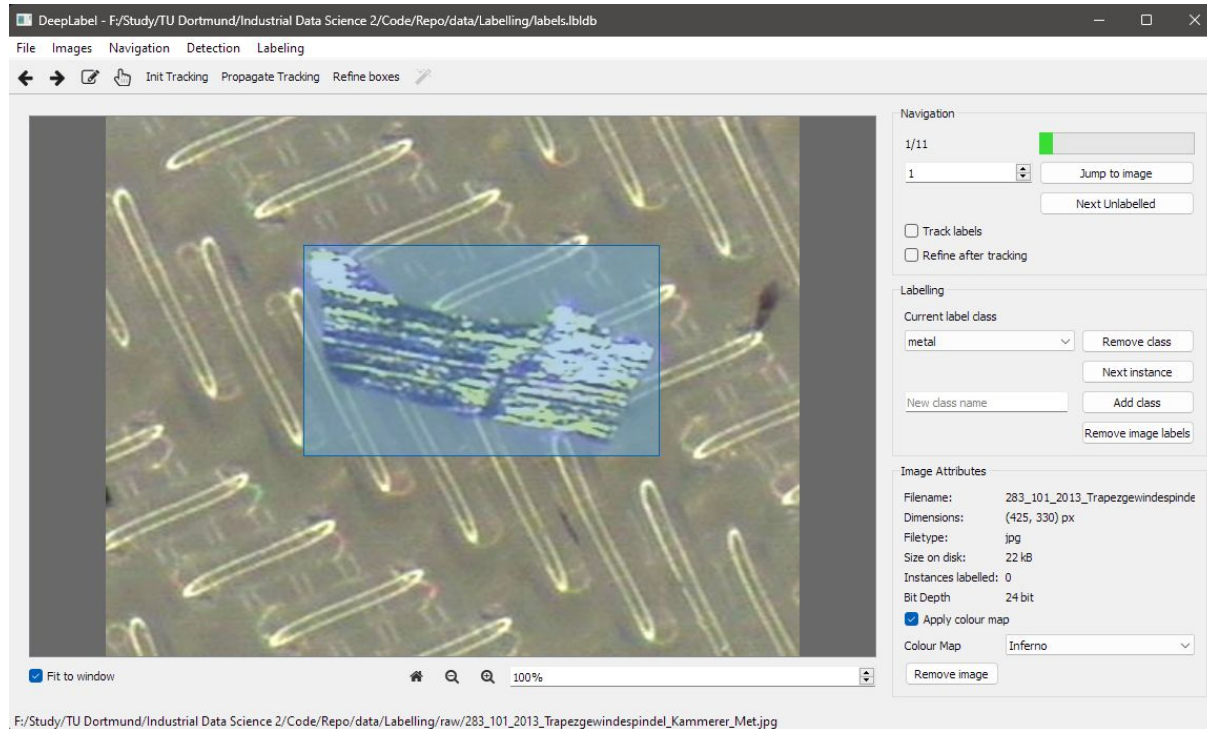 DeepLabel - F:/Study/TU Dortmund/Industrial Data Science 2/Code/Repo/data/Labelling/labels.lbldb
File Images Navigation Detection Labeling
Init Tracking Propagate Tracking Refine boxes
Navigation
1/11
1 Jump to image
Next Unlabelled
Track labels
Refine after tracking
Labelling
Current label class
metal Remove class
Next instance
New class name Add class
Remove image labels
Image Attributes
Filename: 283_101_2013_Trapezgewindespinde
Dimensions: (425, 330) px
Filetype: jpg
Size on disk: 22 kB
Instances labelled: 0
Bit Depth 24 bit
Apply colour map
Colour Map Inferno
Remove image
Fit to window 100%
F:/Study/TU Dortmund/Industrial Data Science 2/Code/Repo/data/Labelling/raw/283_101_2013_Trapezgewindespindel_Kammerer_Met.jpg